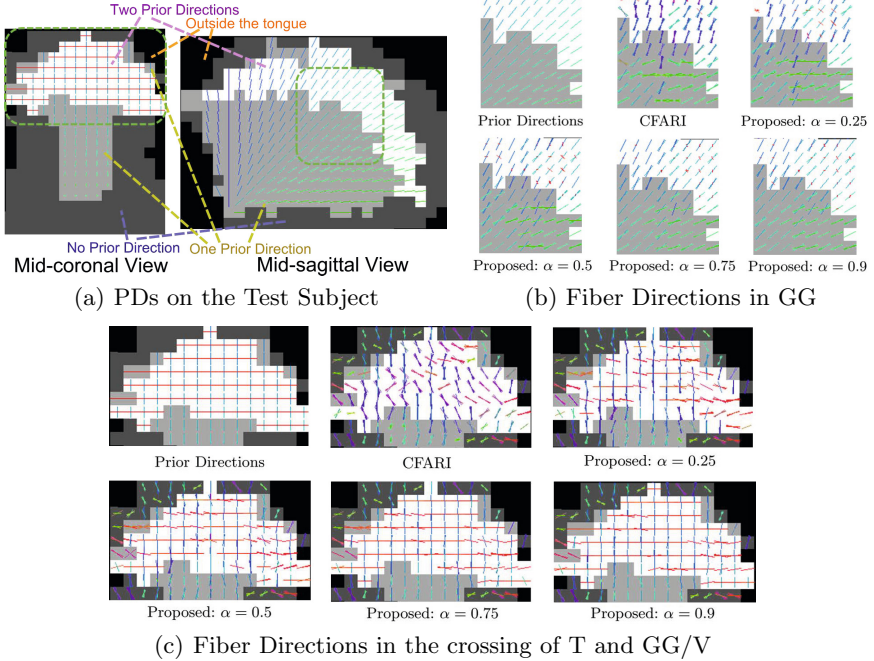 Two Prior Directions
Outside the tongue
No Prior Direction
One Prior Direction
Mid-coronal View
Mid-sagittal View
(a) PDs on the Test Subject
Prior Directions
CFARI
Proposed: α = 0.25
Proposed: α = 0.5
Proposed: α = 0.75
Proposed: α = 0.9
(b) Fiber Directions in GG
Prior Directions
CFARI
Proposed: α = 0.25
Proposed: α = 0.5
Proposed: α = 0.75
Proposed: α = 0.9
(c) Fiber Directions in the crossing of T and GG/V